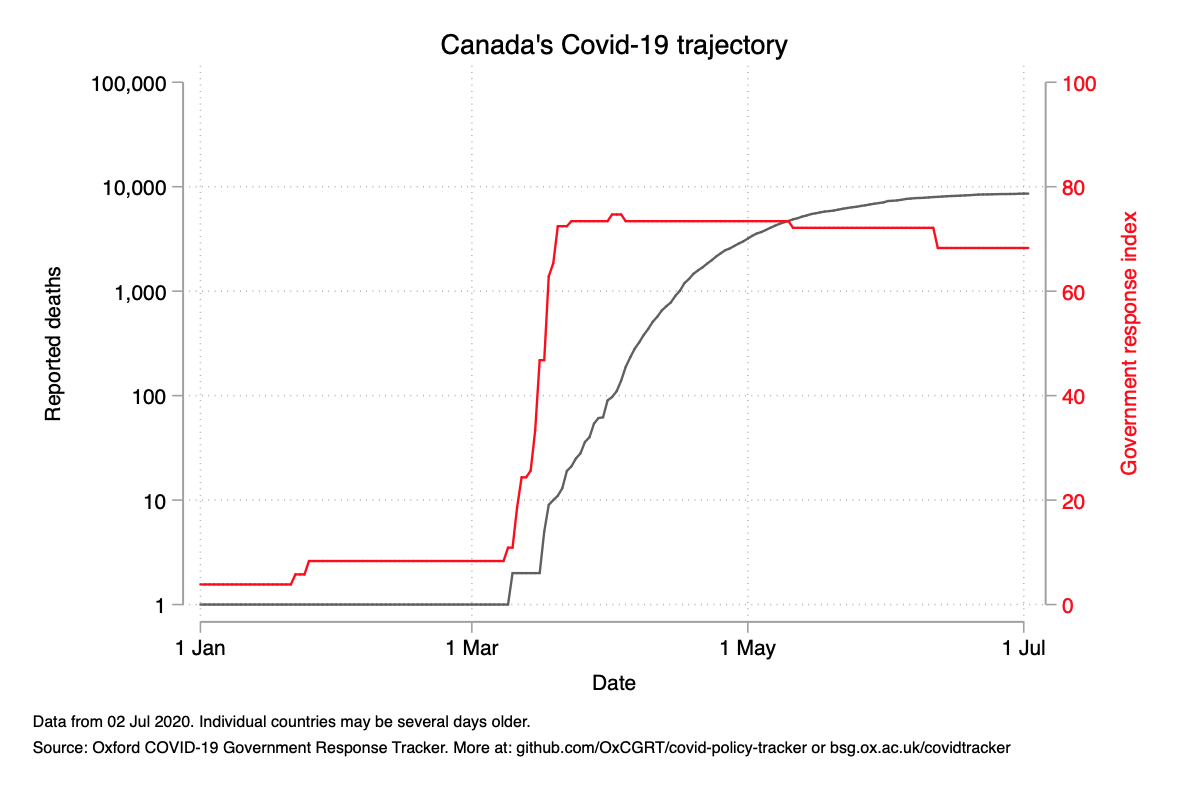 Canada's Covid-19 trajectory
100,000
10,000
1,000
100
10
1
Reported deaths
100
80
60
40
20
0
Government response index
1 Jan
1 Mar
1 May
1 Jul
Date
Data from 02 Jul 2020. Individual countries may be several days older.
Source: Oxford COVID-19 Government Response Tracker. More at: github.com/OxCGRT/covid-policy-tracker or bsg.ox.ac.uk/covidtracker